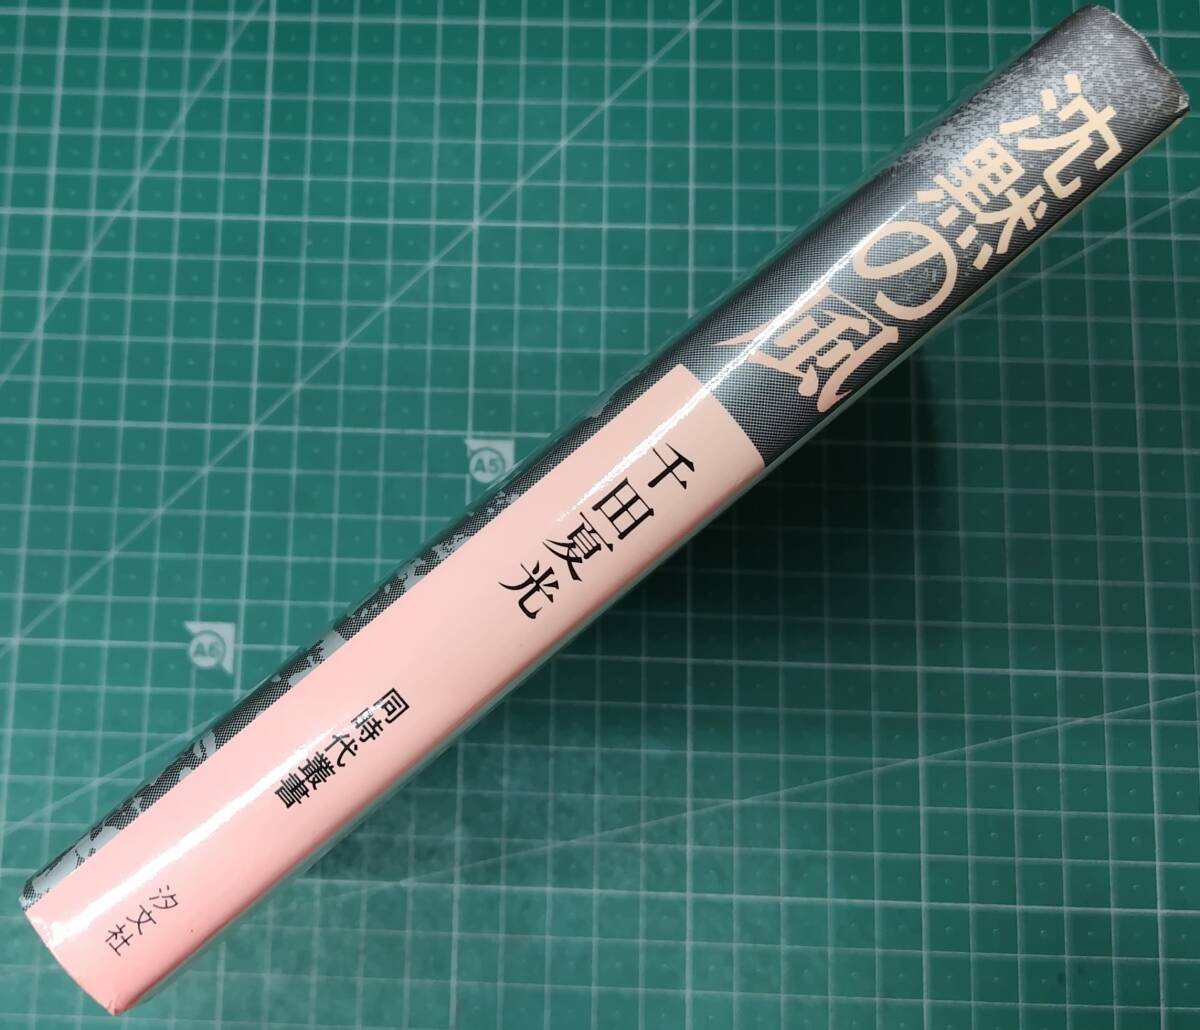 沈黙の風
千田夏光
同時代叢書
汐文社
A5
A6